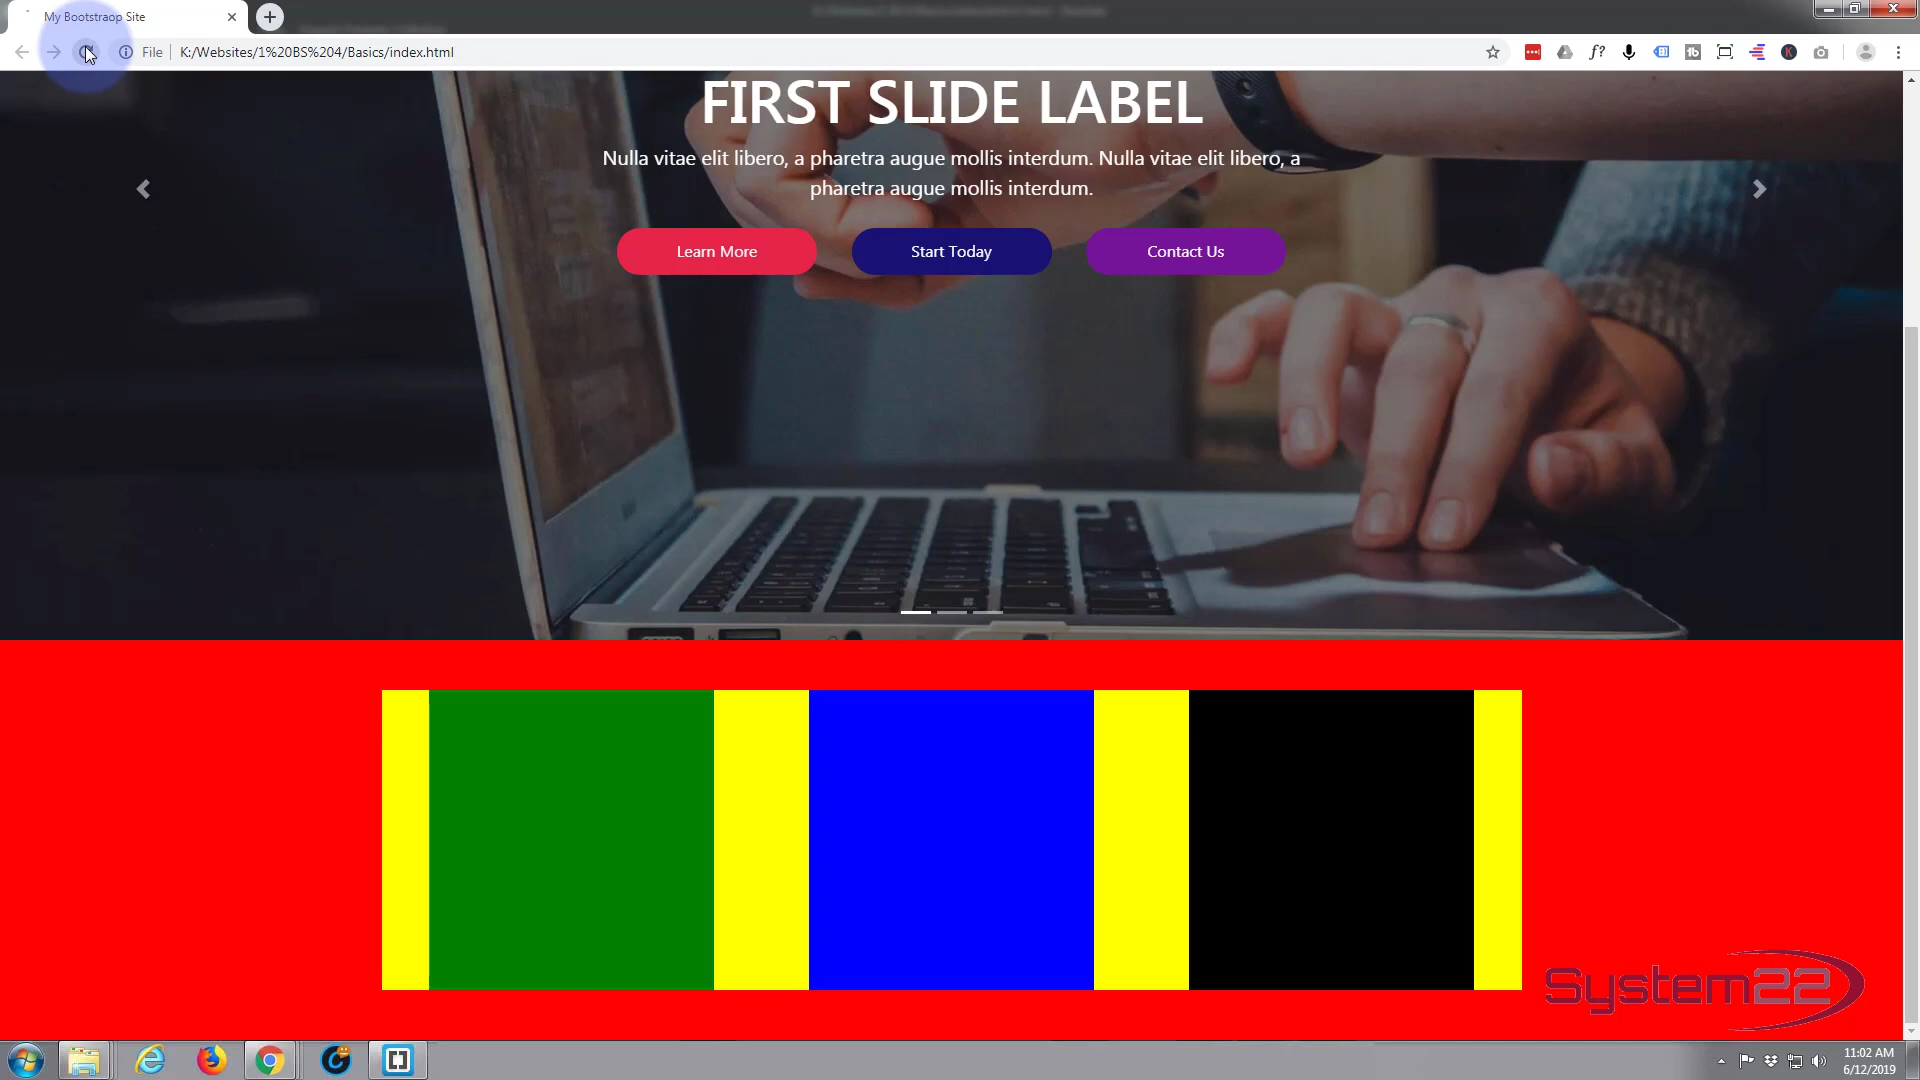 My Bootstraop Site
File
K:/Websites/1%20BS%204/Basics/index.html
FIRST SLIDE LABEL
Nulla vitae elit libero, a pharetra augue mollis interdum. Nulla vitae elit libero, a
pharetra augue mollis interdum.
Learn More
Start Today
Contact Us
System22
11:02 AM
6/12/2019